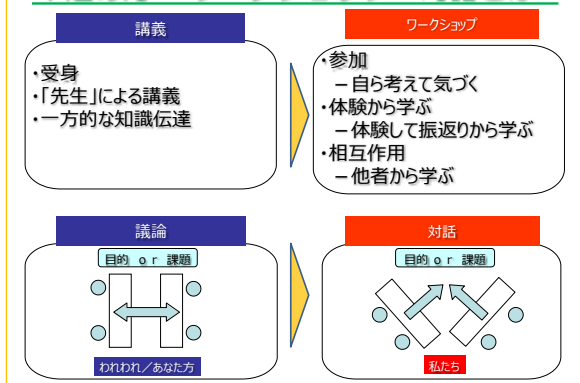 講義
・受身
・「先生」による講義
・一方的な知識伝達
ワークショップ
・参加
－自ら考えて気づく
・体験から学ぶ
－体験して振返りから学ぶ
・相互作用
－他者から学ぶ
議論
目的 ｏｒ 課題
われわれ／あなた方
対話
目的 ｏｒ 課題
私たち